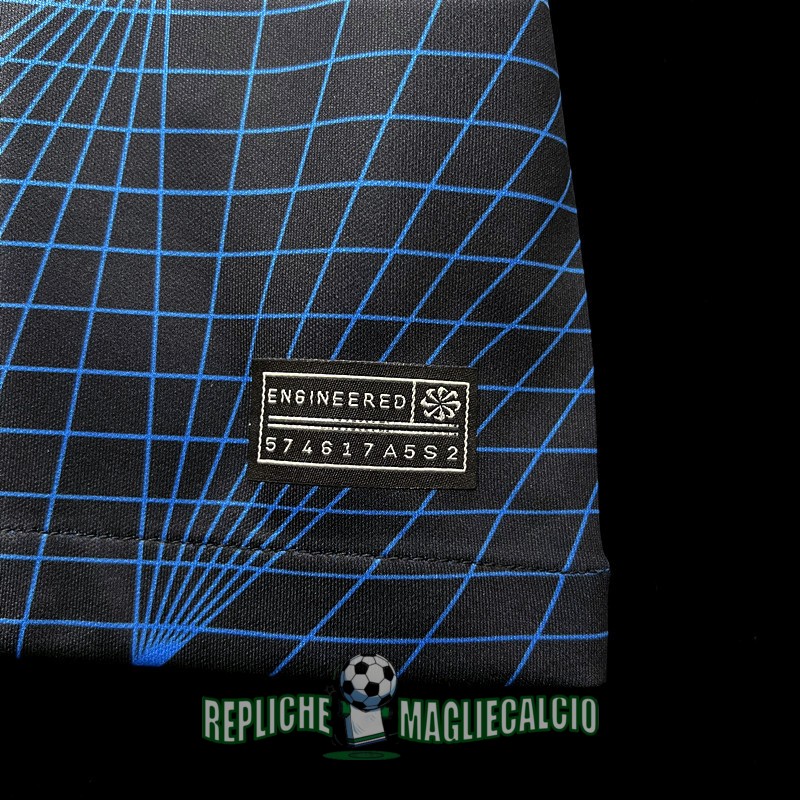 ENGINEERED
574617A5S2
REPLICHE MAGLIECALCIO